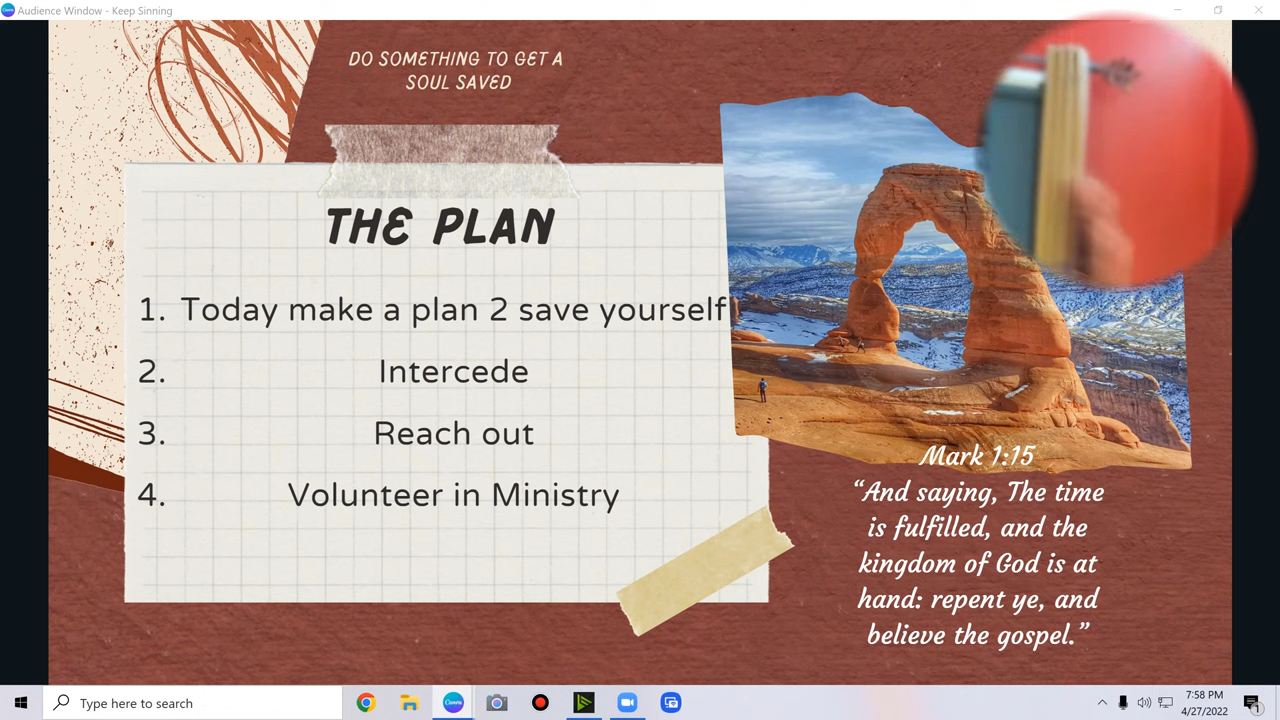 Audience Window - Keep Sinning
DO SOMETHING TO GET A
SOUL SAVED
THE PLAN
1. Today make a plan 2 save yourself
2. Intercede
3. Reach out
4. Volunteer in Ministry
Mark 1:15
“And saying, The time
is fulfilled, and the
kingdom of God is at
hand: repent ye, and
believe the gospel.”
Type here to search
Canva
7:58 PM
4/27/2022
1